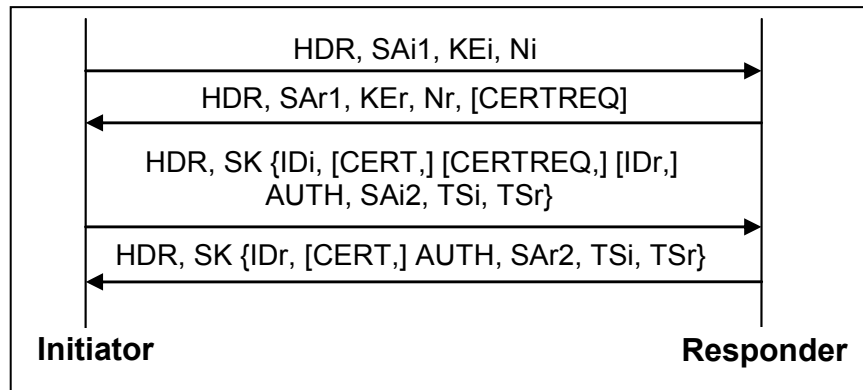 HDR, SAi1, KEi, Ni
HDR, SAr1, KEr, Nr, [CERTREQ]
HDR, SK {IDi, [CERT,] [CERTREQ,] [IDr,]
AUTH, SAi2, TSi, TSr}
HDR, SK {IDr, [CERT,] AUTH, SAr2, TSi, TSr}
Initiator
Responder